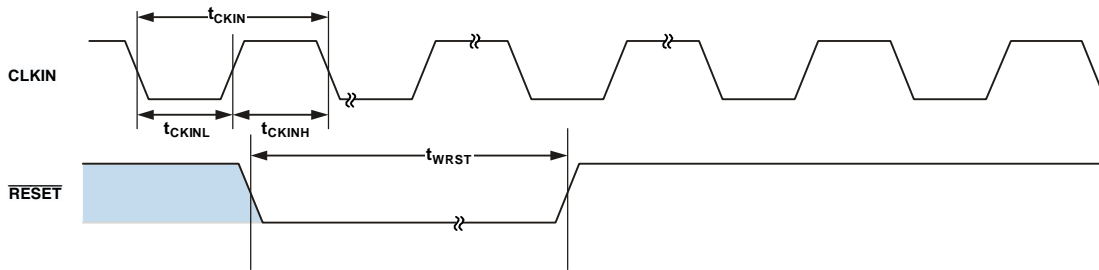 tCKIN
CLKIN
tCKINL
tCKINH
tWRST
RESET